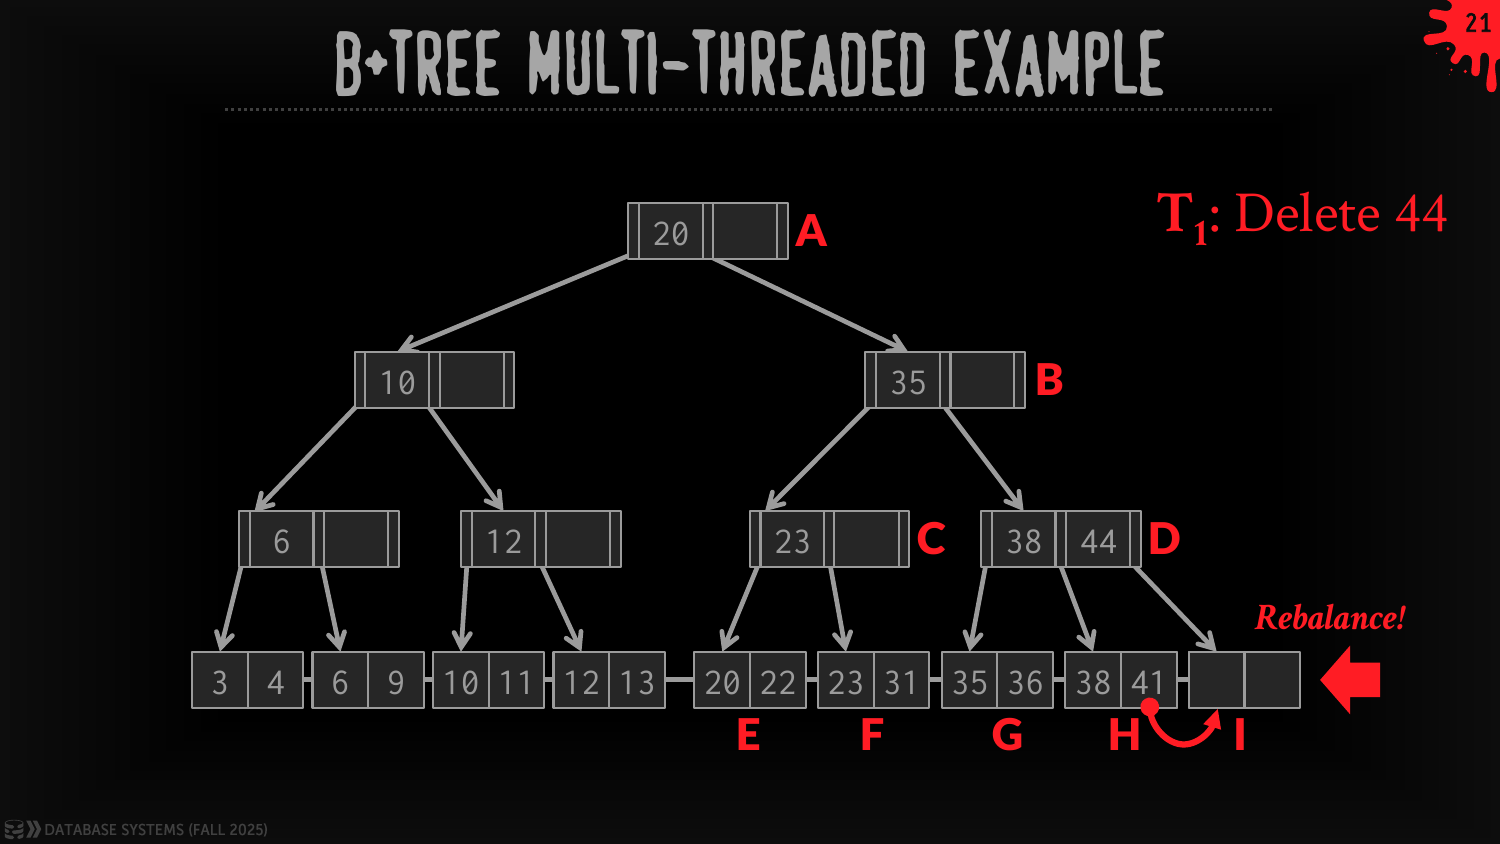 B+TREE MULTI-THREADED EXAMPLE
21
T1: Delete 44
20 A
10 35 B
6 12 23 C 38 44 D
Rebalance!
3 4 6 9 10 11 12 13 20 22 23 31 35 36 38 41
E F G H I
DATABASE SYSTEMS (FALL 2025)